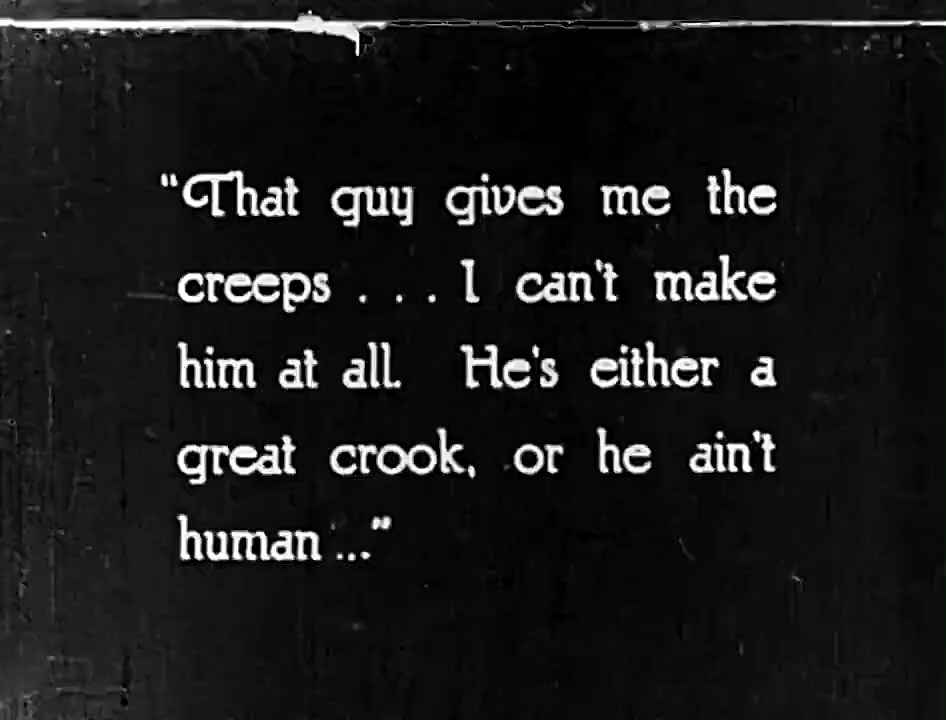 "That guy gives me the
creeps . . . I can't make
him at all. He's either a
great crook, or he ain't
human ..."